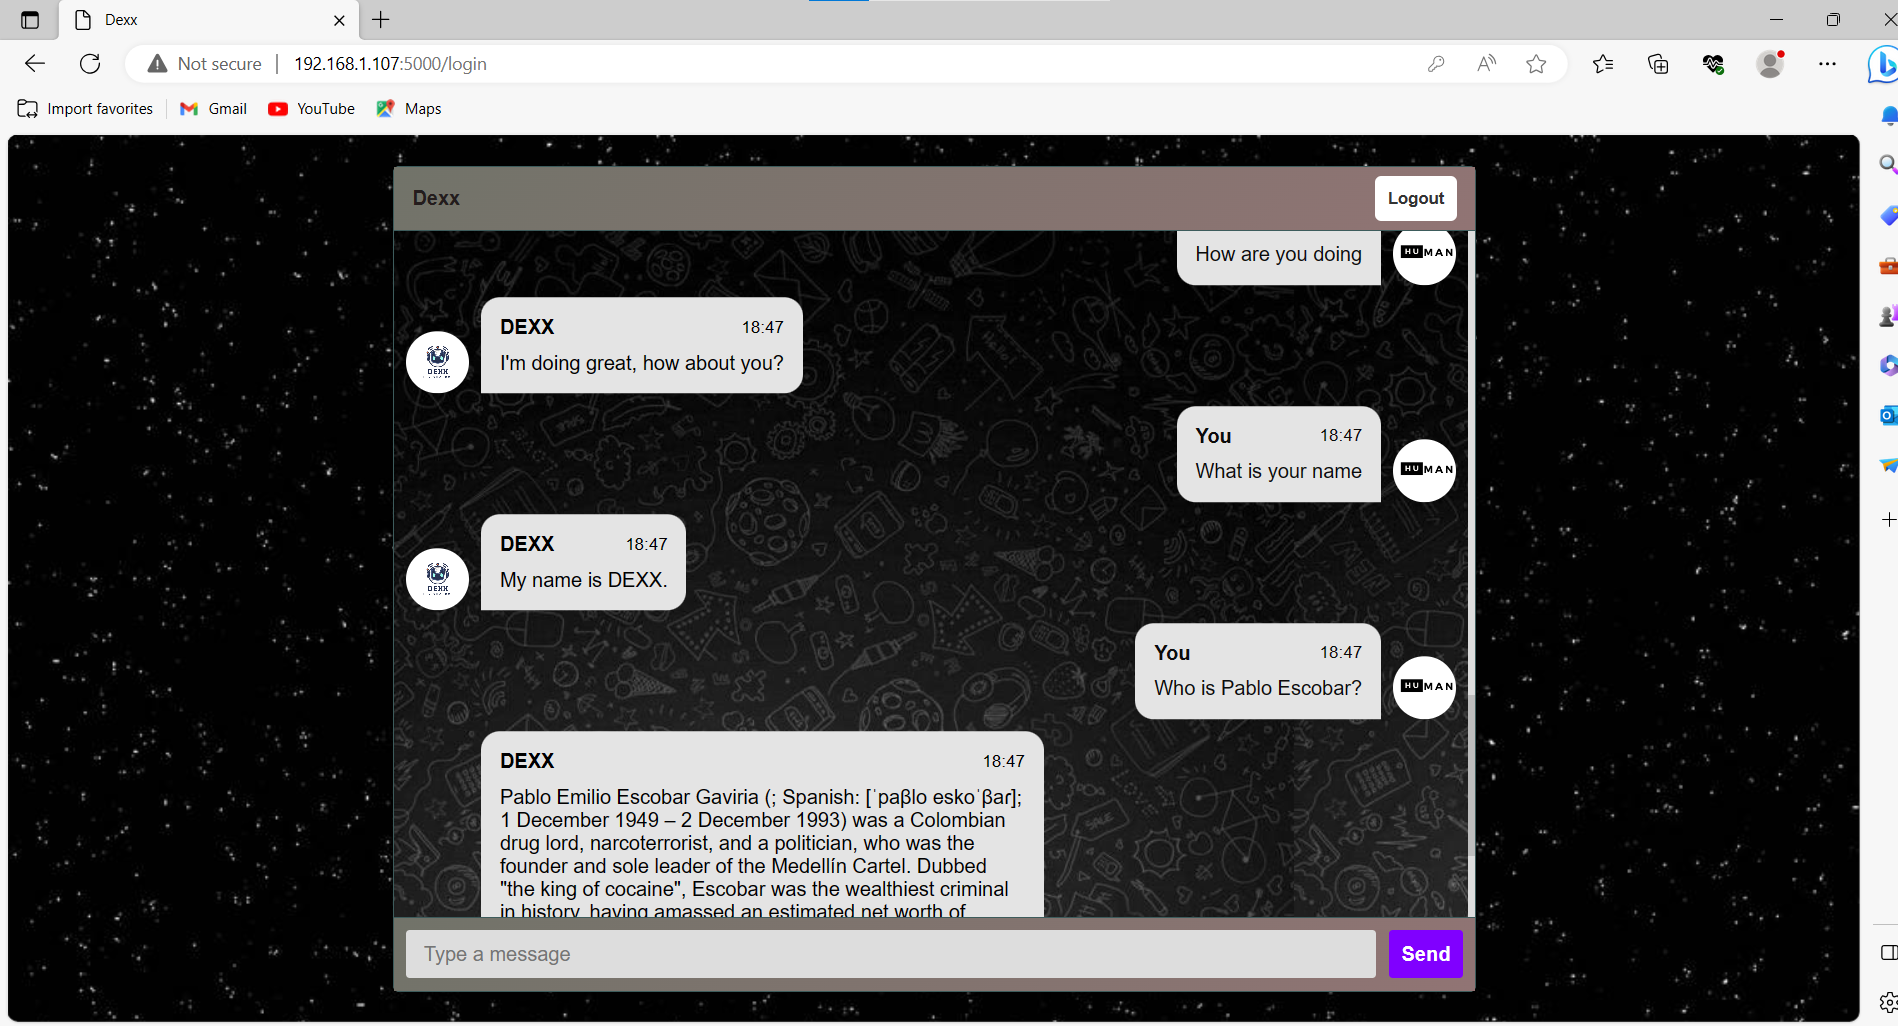 Dexx
Not secure 192.168.1.107:5000/login
Import favorites Gmail YouTube Maps
Dexx Logout
How are you doing
HUMAN
DEXX 18:47
I'm doing great, how about you?
DEXX
You 18:47
What is your name
HUMAN
DEXX 18:47
My name is DEXX.
DEXX
You 18:47
Who is Pablo Escobar?
HUMAN
DEXX 18:47
Pablo Emilio Escobar Gaviria (; Spanish: [ˈpaβlo eskoˈβaɾ];
1 December 1949 – 2 December 1993) was a Colombian
drug lord, narcoterrorist, and a politician, who was the
founder and sole leader of the Medellín Cartel. Dubbed
"the king of cocaine", Escobar was the wealthiest criminal
in history, having amassed an estimated net worth of
Type a message Send